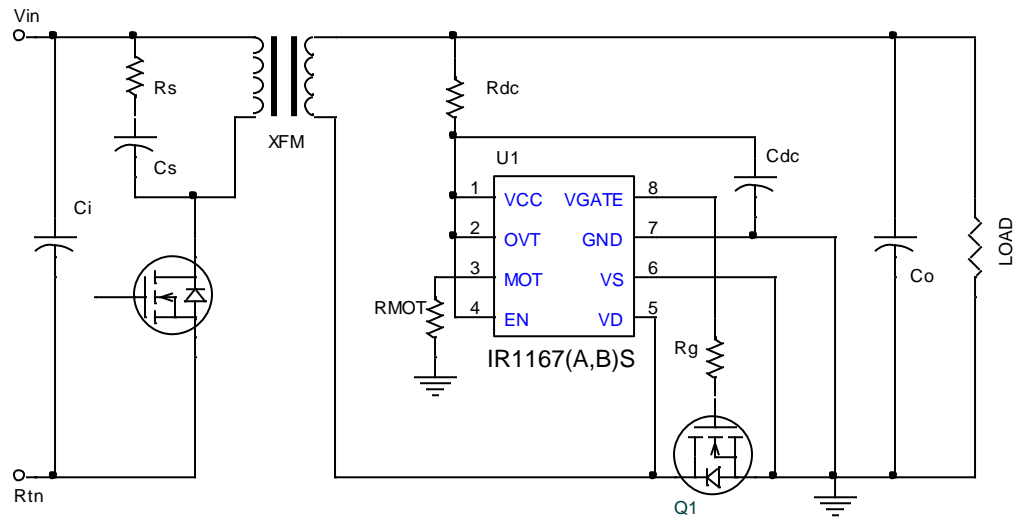 Vin
Rs
Cs
Ci
XFM
Rdc
Cdc
U1
1 VCC VGATE 8
2 OVT GND 7
3 MOT VS 6
4 EN VD 5
RMOT
IR1167(A,B)S
Rg
Q1
Co
LOAD
Rtn